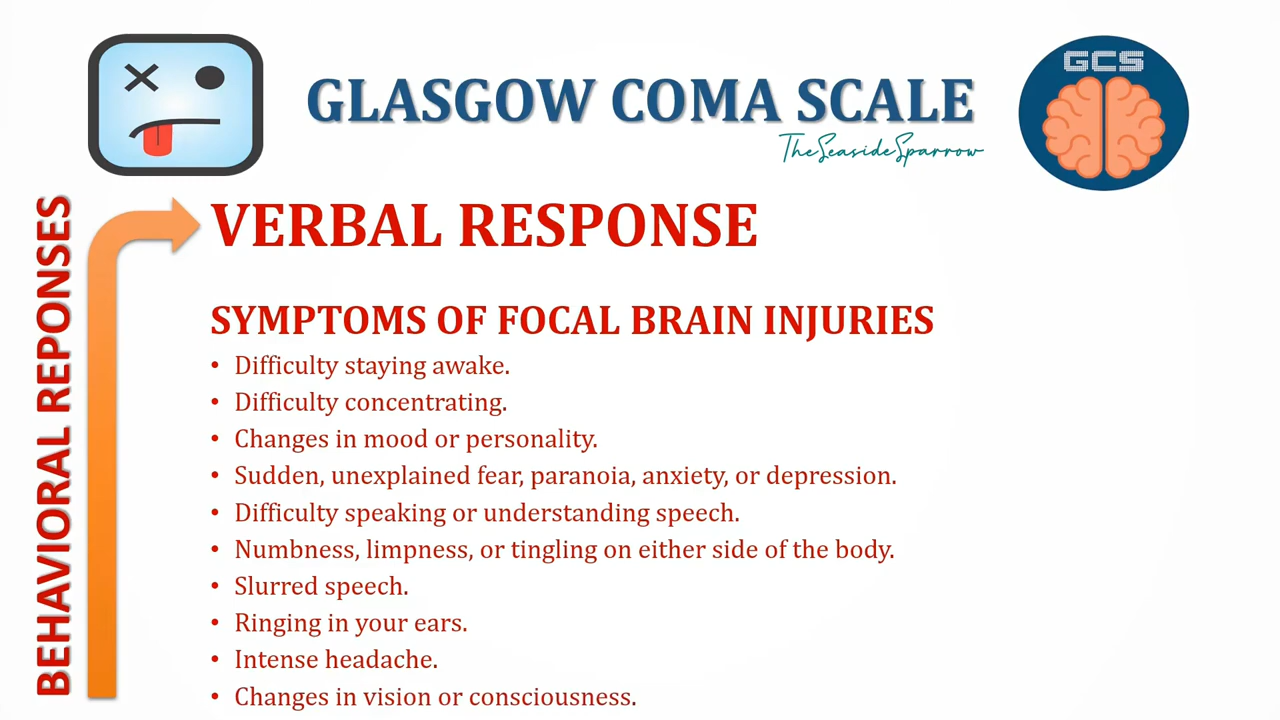 GCS
GLASGOW COMA SCALE
TheSeasideSparrow
BEHAVIORAL REPONSES
VERBAL RESPONSE
SYMPTOMS OF FOCAL BRAIN INJURIES
• Difficulty staying awake.
• Difficulty concentrating.
• Changes in mood or personality.
• Sudden, unexplained fear, paranoia, anxiety, or depression.
• Difficulty speaking or understanding speech.
• Numbness, limpness, or tingling on either side of the body.
• Slurred speech.
• Ringing in your ears.
• Intense headache.
• Changes in vision or consciousness.